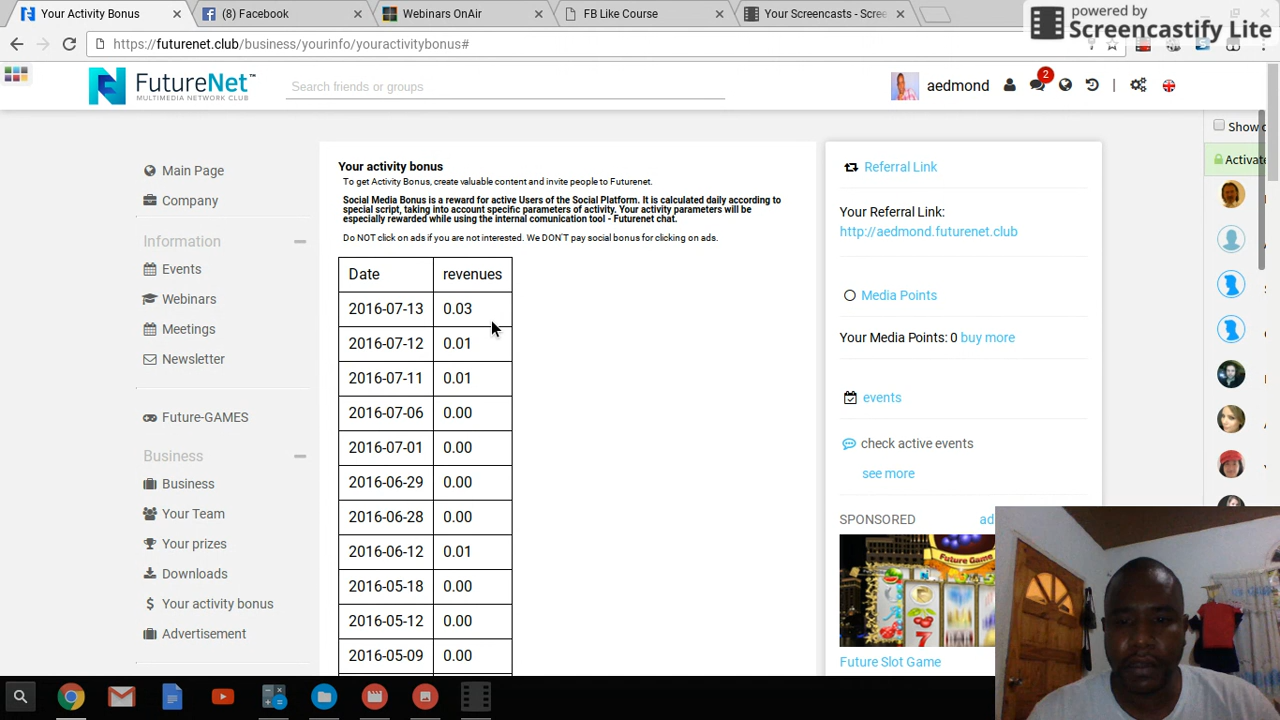 Your Activity Bonus
(8) Facebook
Webinars OnAir
FB Like Course
Your Screencasts - Scree
powered by
Screencastify Lite
https://futurenet.club/business/yourinfo/youractivitybonus#
FutureNet™
MULTIMEDIA NETWORK CLUB
Search friends or groups
aedmond
2
Main Page
Company
Information
Events
Webinars
Meetings
Newsletter
Future-GAMES
Business
Business
Your Team
Your prizes
Downloads
Your activity bonus
Advertisement
Your activity bonus
To get Activity Bonus, create valuable content and invite people to Futurenet.
Social Media Bonus is a reward for active Users of the Social Platform. It is calculated daily according to
special script, taking into account specific parameters of activity. Your activity parameters will be
especially rewarded while using the internal comunication tool - Futurenet chat.
Do NOT click on ads if you are not interested. We DON'T pay social bonus for clicking on ads.
Date revenues
2016-07-13 0.03
2016-07-12 0.01
2016-07-11 0.01
2016-07-06 0.00
2016-07-01 0.00
2016-06-29 0.00
2016-06-28 0.00
2016-06-12 0.01
2016-05-18 0.00
2016-05-12 0.00
2016-05-09 0.00
Referral Link
Your Referral Link:
http://aedmond.futurenet.club
Media Points
Your Media Points: 0 buy more
events
check active events
see more
SPONSORED ad
Future Game
7
Future Slot Game
Show
Activate